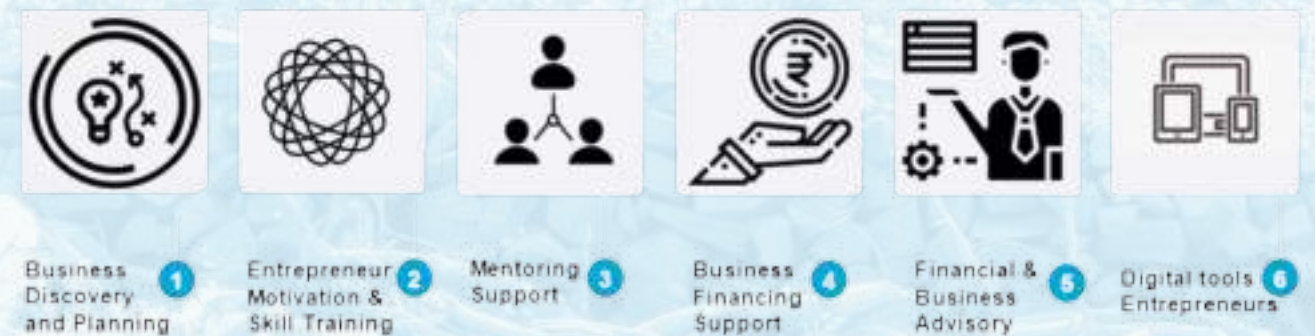 Business
Discovery
and Planning
1
Entrepreneur
Motivation &
Skill Training
2
Mentoring
Support
3
₹
Business
Financing
Support
4
Financial &
Business
Advisory
5
Digital tools
Entrepreneurs
6